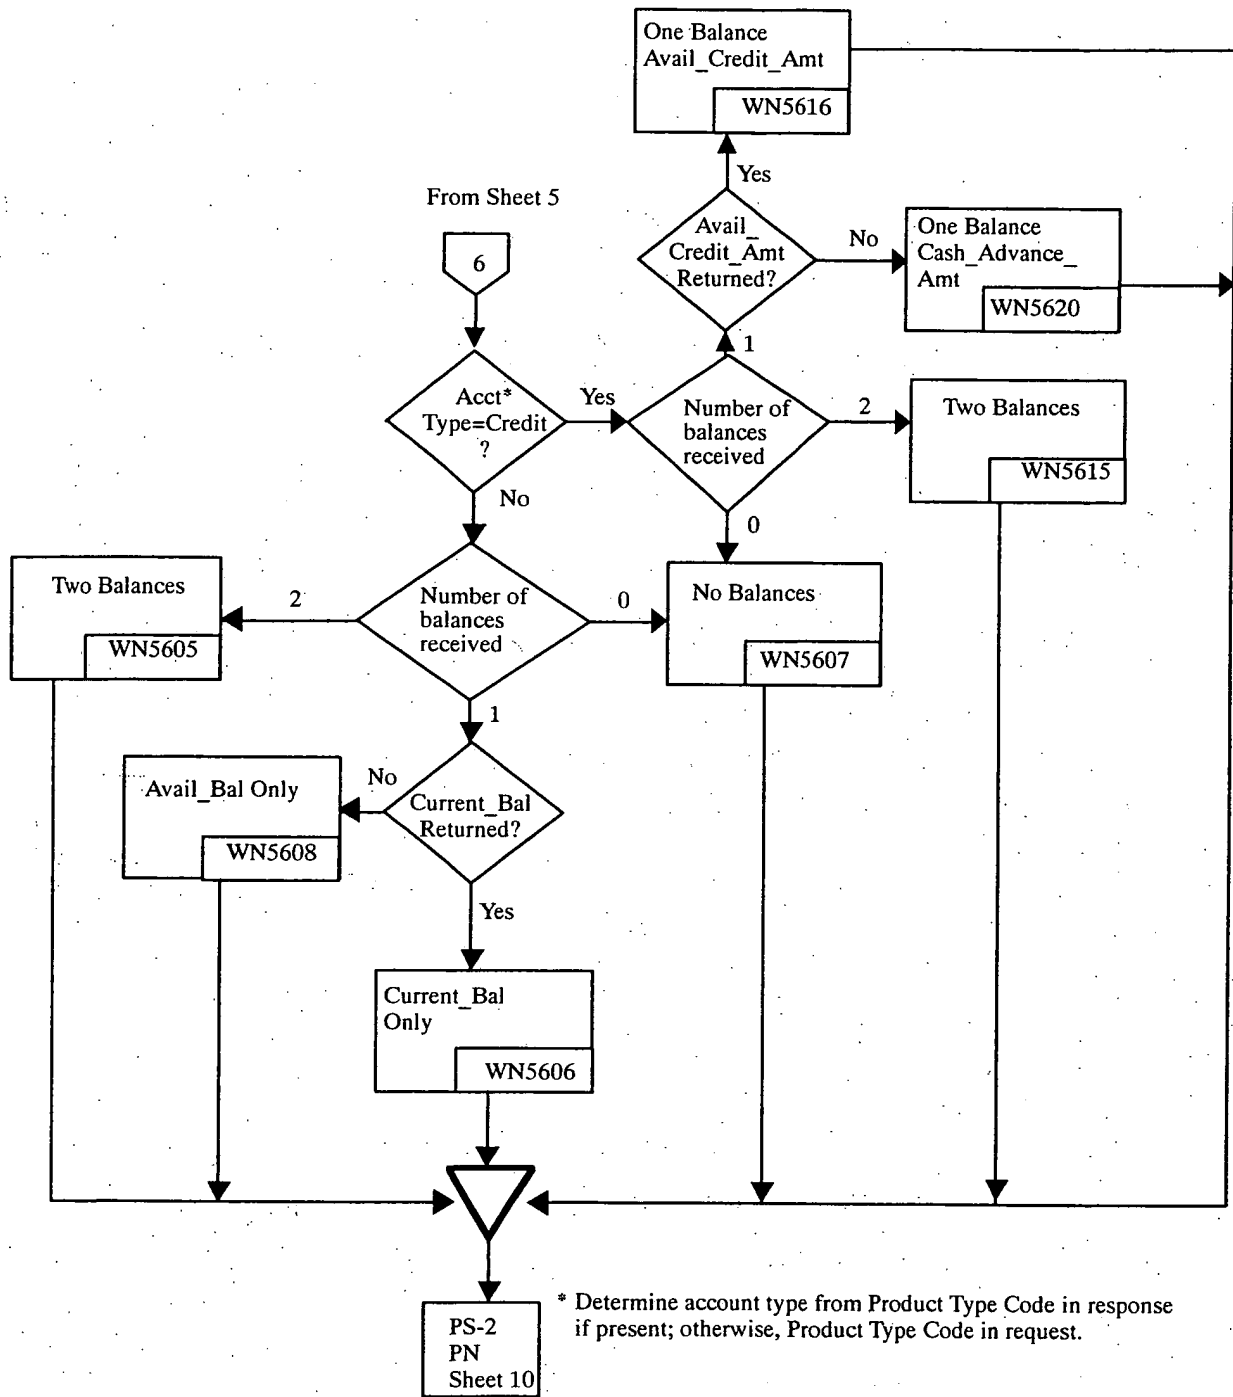 One Balance
Avail_Credit_Amt
WN5616
Yes
From Sheet 5
6
Avail_
Credit_Amt
Returned?
No
One Balance
Cash_Advance_
Amt
WN5620
1
Acct*
Type=Credit
?
Yes
Number of
balances
received
2
Two Balances
WN5615
No
0
Two Balances
WN5605
2
Number of
balances
received
0
No Balances
WN5607
1
Avail_Bal Only
WN5608
No
Current_Bal
Returned?
Yes
Current_Bal
Only
WN5606
PS-2
PN
Sheet 10
* Determine account type from Product Type Code in response
if present; otherwise, Product Type Code in request.